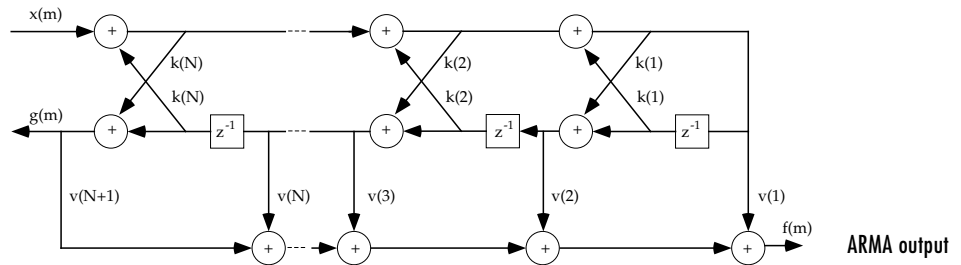 x(m)
+
+
+
k(N)
k(2)
k(1)
k(N)
k(2)
k(1)
g(m)
+
z⁻¹
+
z⁻¹
+
z⁻¹
v(N+1)
v(N)
v(3)
v(2)
v(1)
f(m)
+
+
+
+
ARMA output